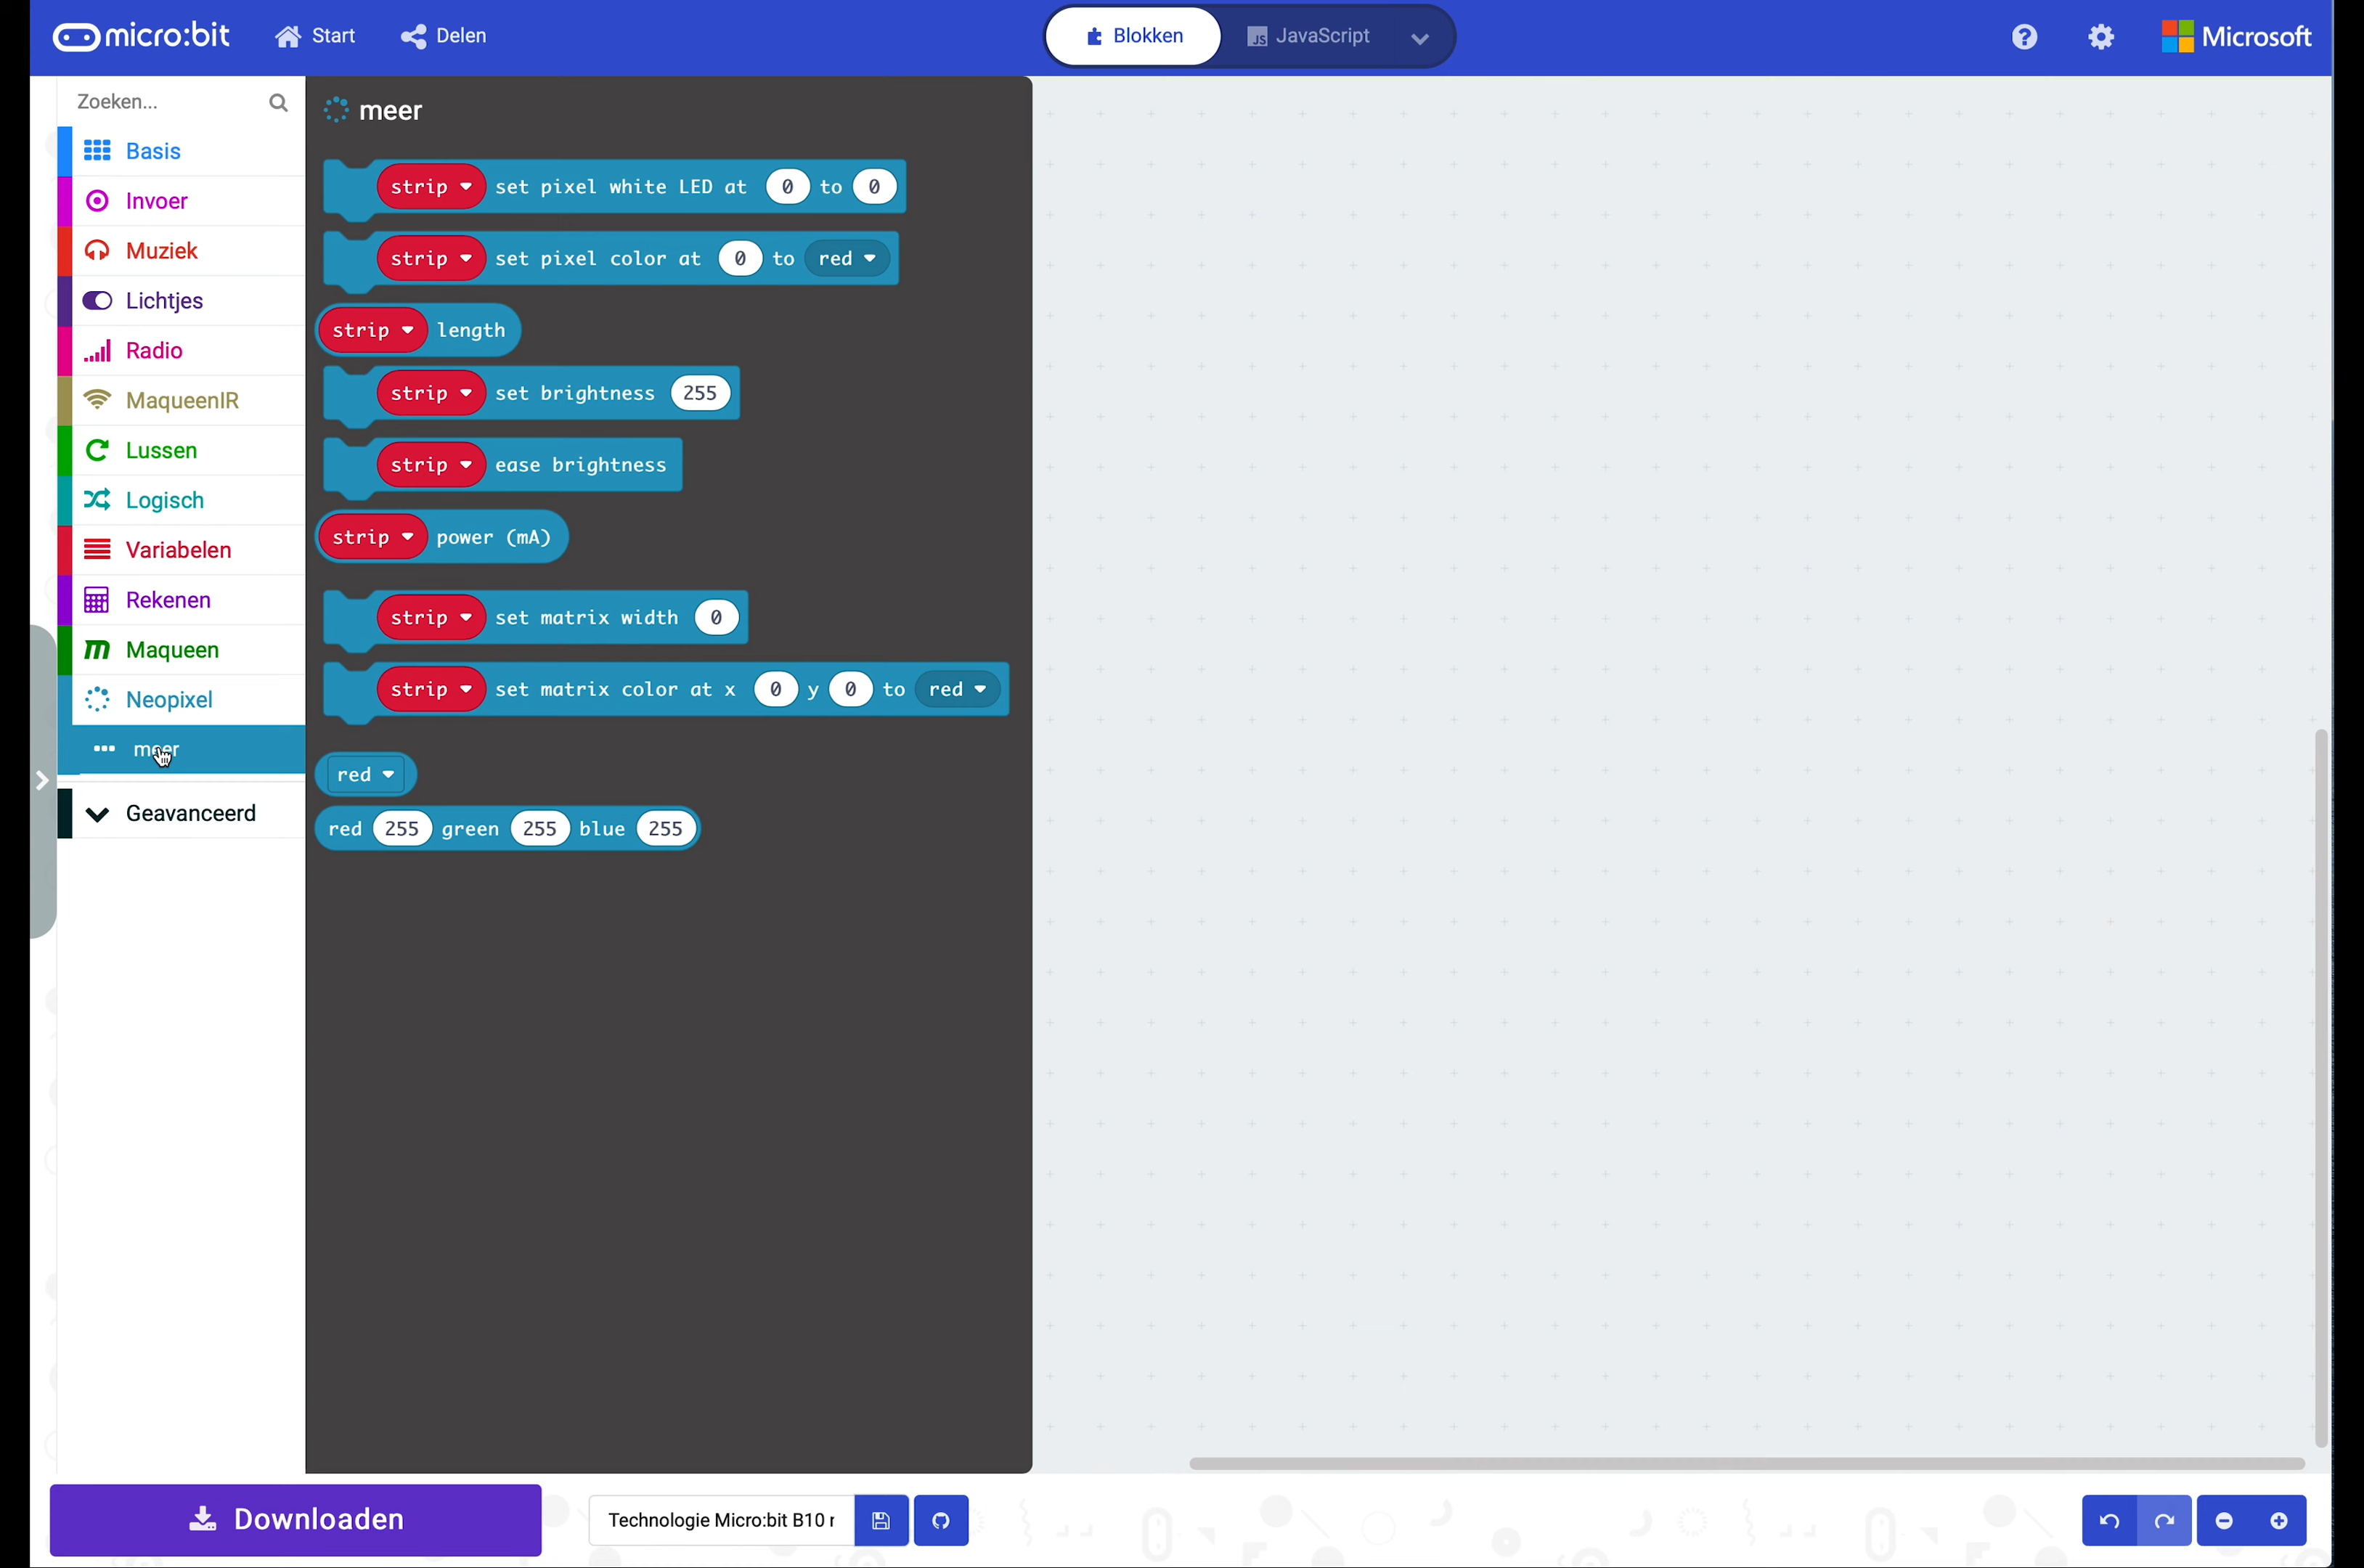 micro:bit Start Delen Blokken JavaScript Microsoft
Zoeken...
Basis
Invoer
Muziek
Lichtjes
Radio
MaqueenIR
Lussen
Logisch
Variabelen
Rekenen
Maqueen
Neopixel
meer
Geavanceerd
meer
strip set pixel white LED at 0 to 0
strip set pixel color at 0 to red
strip length
strip set brightness 255
strip ease brightness
strip power (mA)
strip set matrix width 0
strip set matrix color at x 0 y 0 to red
red
red 255 green 255 blue 255
Downloaden
Technologie Micro:bit B10 r